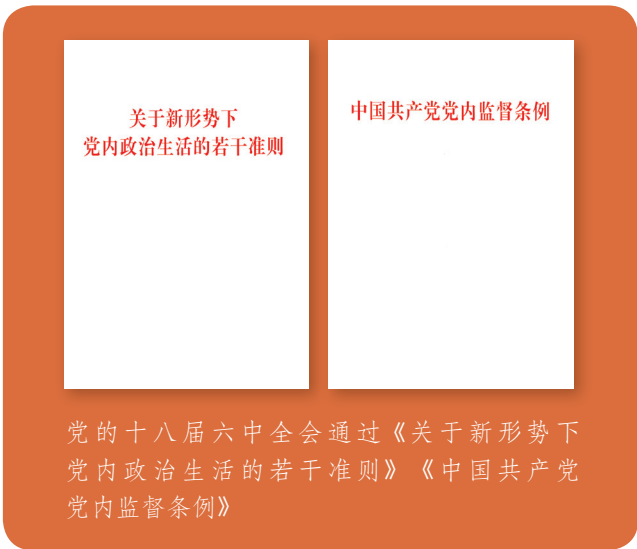 关于新形势下
党内政治生活的若干准则
中国共产党党内监督条例
党的十八届六中全会通过《关于新形势下
党内政治生活的若干准则》《中国共产党
党内监督条例》